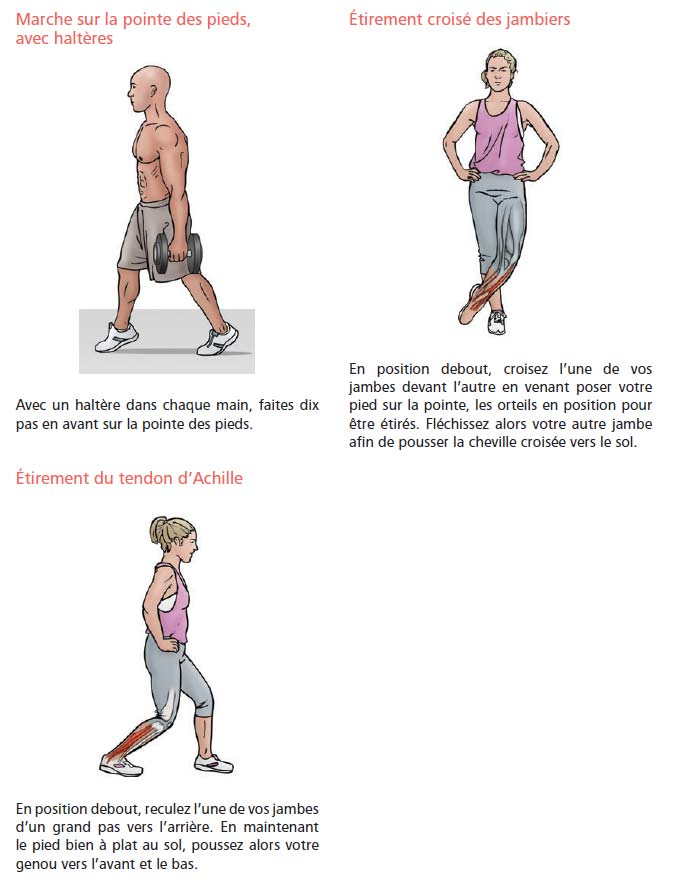 Marche sur la pointe des pieds,
avec haltères
Avec un haltère dans chaque main, faites dix
pas en avant sur la pointe des pieds.
Étirement croisé des jambiers
En position debout, croisez l’une de vos
jambes devant l’autre en venant poser votre
pied sur la pointe, les orteils en position pour
être étirés. Fléchissez alors votre autre jambe
afin de pousser la cheville croisée vers le sol.
Étirement du tendon d’Achille
En position debout, reculez l’une de vos jambes
d’un grand pas vers l’arrière. En maintenant
le pied bien à plat au sol, poussez alors votre
genou vers l’avant et le bas.